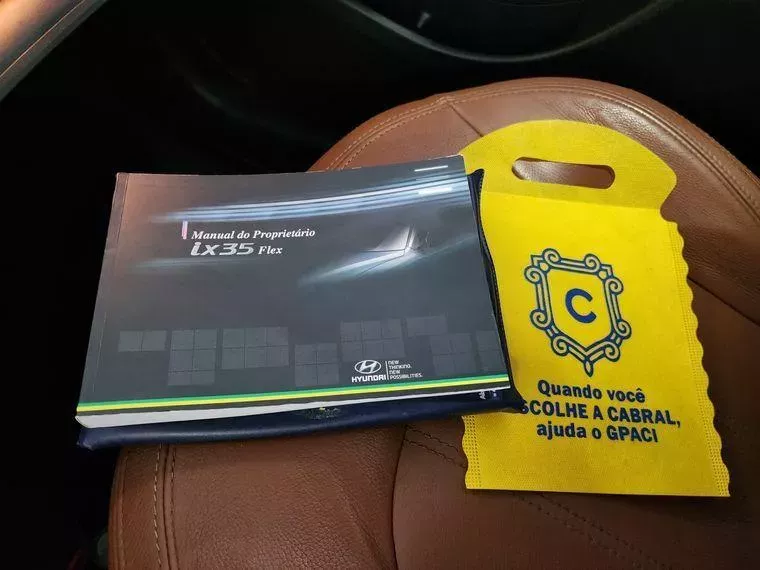 Manual do Proprietário
ix35 Flex
HYUNDAI
NEW
THINKING.
NEW
POSSIBILITIES.
C
Quando você
SCOLHE A CABRAL,
ajuda o GPACI